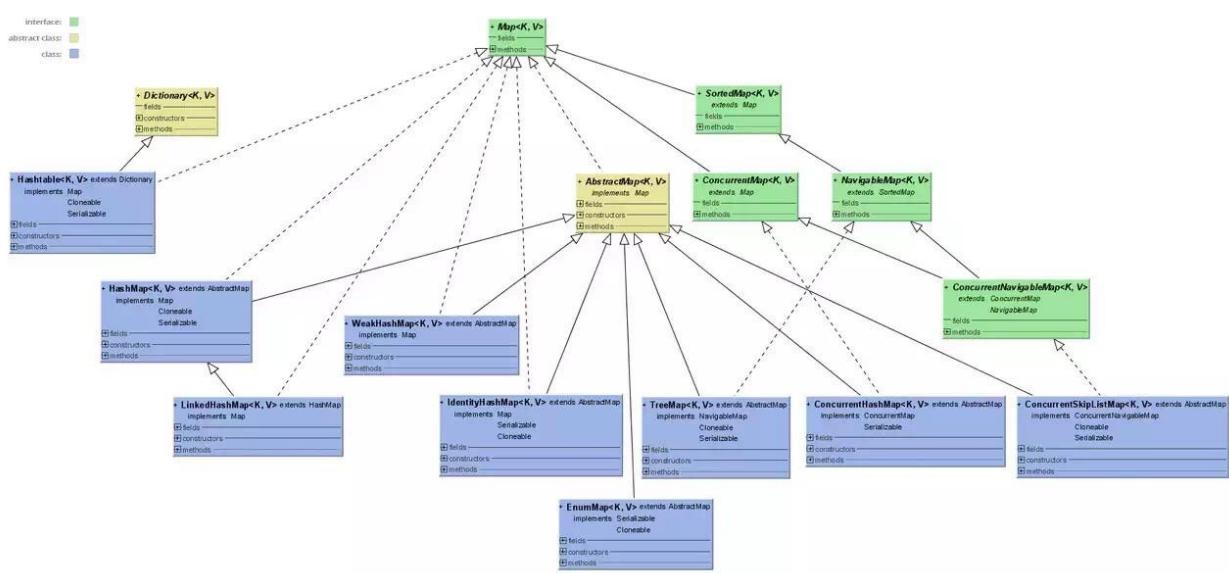 interface:
abstract class:
class:
+ Map<K, V>
fields
methods
+ Dictionary<K, V>
fields
constructors
methods
+ SortedMap<K, V>
extends Map
fields
methods
+ Hashtable<K, V> extends Dictionary
implements Map
Cloneable
Serializable
fields
constructors
methods
+ AbstractMap<K, V>
implements Map
fields
constructors
methods
+ ConcurrentMap<K, V>
extends Map
fields
methods
+ NavigableMap<K, V>
extends SortedMap
fields
methods
+ HashMap<K, V> extends AbstractMap
implements Map
Cloneable
Serializable
fields
constructors
methods
+ ConcurrentNavigableMap<K, V>
extends ConcurrentMap
NavigableMap
fields
methods
+ WeakHashMap<K, V> extends AbstractMap
implements Map
fields
constructors
methods
+ LinkedHashMap<K, V> extends HashMap
implements Map
fields
constructors
methods
+ IdentityHashMap<K, V> extends AbstractMap
implements Map
Serializable
Cloneable
fields
constructors
methods
+ TreeMap<K, V> extends AbstractMap
implements NavigableMap
Cloneable
Serializable
fields
constructors
methods
+ ConcurrentHashMap<K, V> extends AbstractMap
implements ConcurrentMap
Serializable
fields
constructors
methods
+ ConcurrentSkipListMap<K, V> extends AbstractMap
implements ConcurrentNavigableMap
Cloneable
Serializable
fields
constructors
methods
+ EnumMap<K, V> extends AbstractMap
implements Serializable
Cloneable
fields
constructors
methods